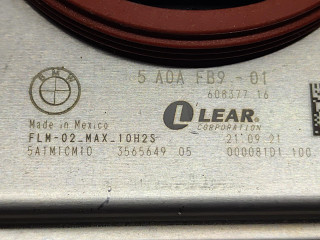 BMW
5 A0A FB9 - 01
608377 16
LEAR
CORPORATION
Made in Mexico
FLM-02_MAX_10H2S
21 09 21
3565649 05
00008101 100